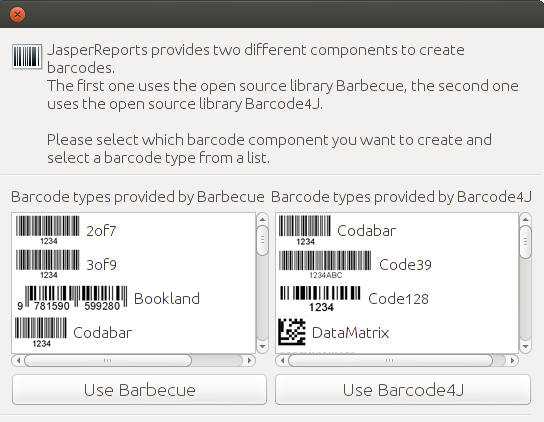 JasperReports provides two different components to create
barcodes.
The first one uses the open source library Barbecue, the second one
uses the open source library Barcode4J.
Please select which barcode component you want to create and
select a barcode type from a list.
Barcode types provided by Barbecue
Barcode types provided by Barcode4J
2of7
1234
3of9
1234
Bookland
9 781590 599280
Codabar
1234
Codabar
1234
Code39
1234ABC
Code128
1234
DataMatrix
Use Barbecue
Use Barcode4J